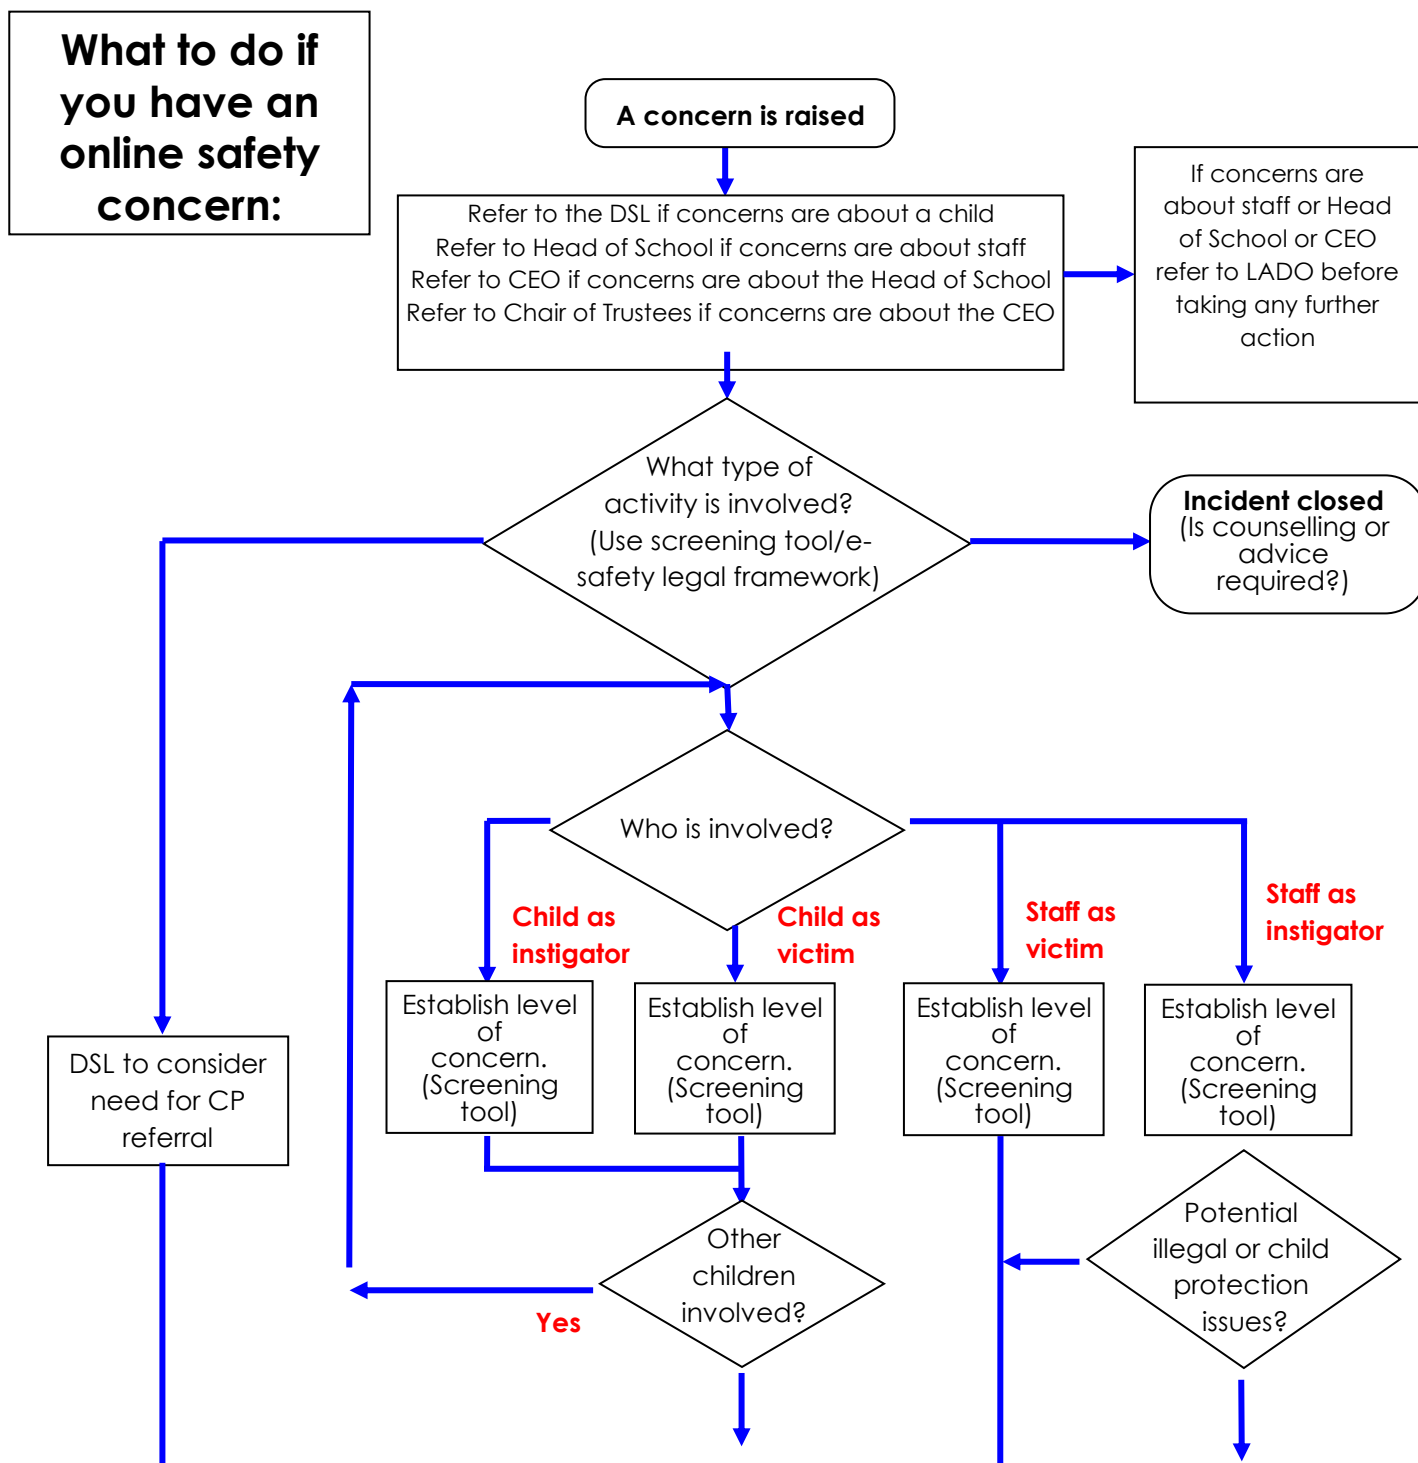 What to do if
you have an
online safety
concern:
A concern is raised
Refer to the DSL if concerns are about a child
Refer to Head of School if concerns are about staff
Refer to CEO if concerns are about the Head of School
Refer to Chair of Trustees if concerns are about the CEO
If concerns are
about staff or Head
of School or CEO
refer to LADO before
taking any further
action
What type of
activity is involved?
(Use screening tool/e-
safety legal framework)
Incident closed
(Is counselling or
advice
required?)
Who is involved?
Child as
instigator
Child as
victim
Staff as
victim
Staff as
instigator
Establish level
of
concern.
(Screening
tool)
Establish level
of
concern.
(Screening
tool)
Establish level
of
concern.
(Screening
tool)
Establish level
of
concern.
(Screening
tool)
DSL to consider
need for CP
referral
Other
children
involved?
Yes
Potential
illegal or child
protection
issues?